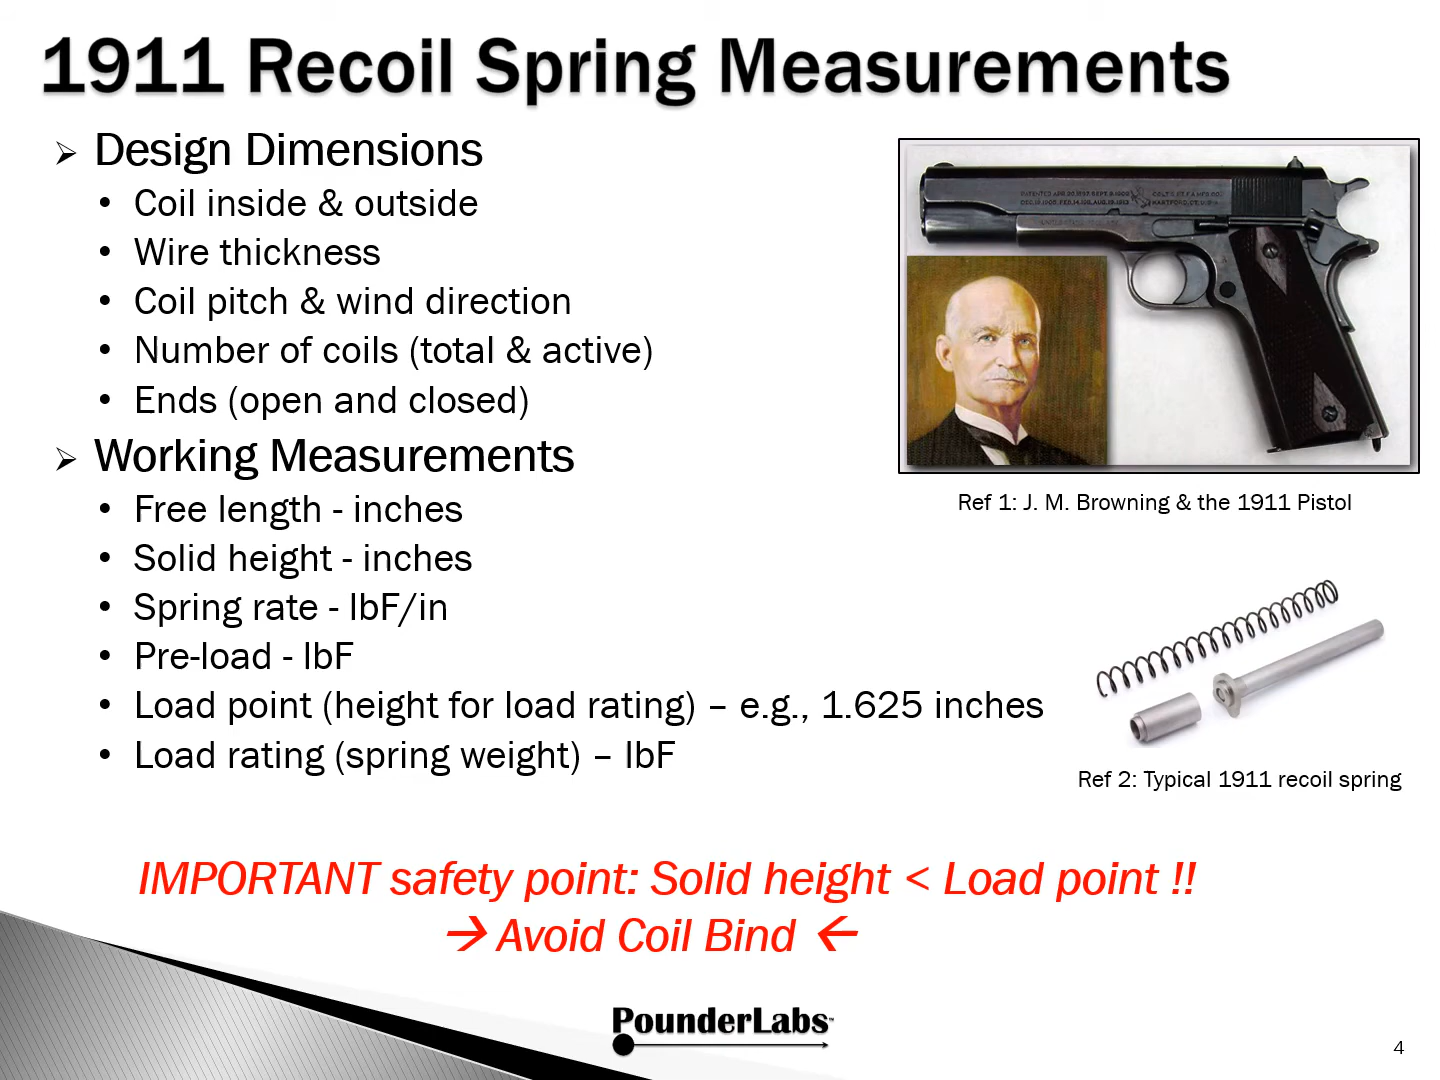 1911 Recoil Spring Measurements
➢ Design Dimensions
• Coil inside & outside
• Wire thickness
• Coil pitch & wind direction
• Number of coils (total & active)
• Ends (open and closed)
➢ Working Measurements
• Free length - inches
• Solid height - inches
• Spring rate - lbF/in
• Pre-load - lbF
• Load point (height for load rating) – e.g., 1.625 inches
• Load rating (spring weight) – lbF
Ref 1: J. M. Browning & the 1911 Pistol
Ref 2: Typical 1911 recoil spring
IMPORTANT safety point: Solid height < Load point !!
→ Avoid Coil Bind ←
PounderLabs™
4